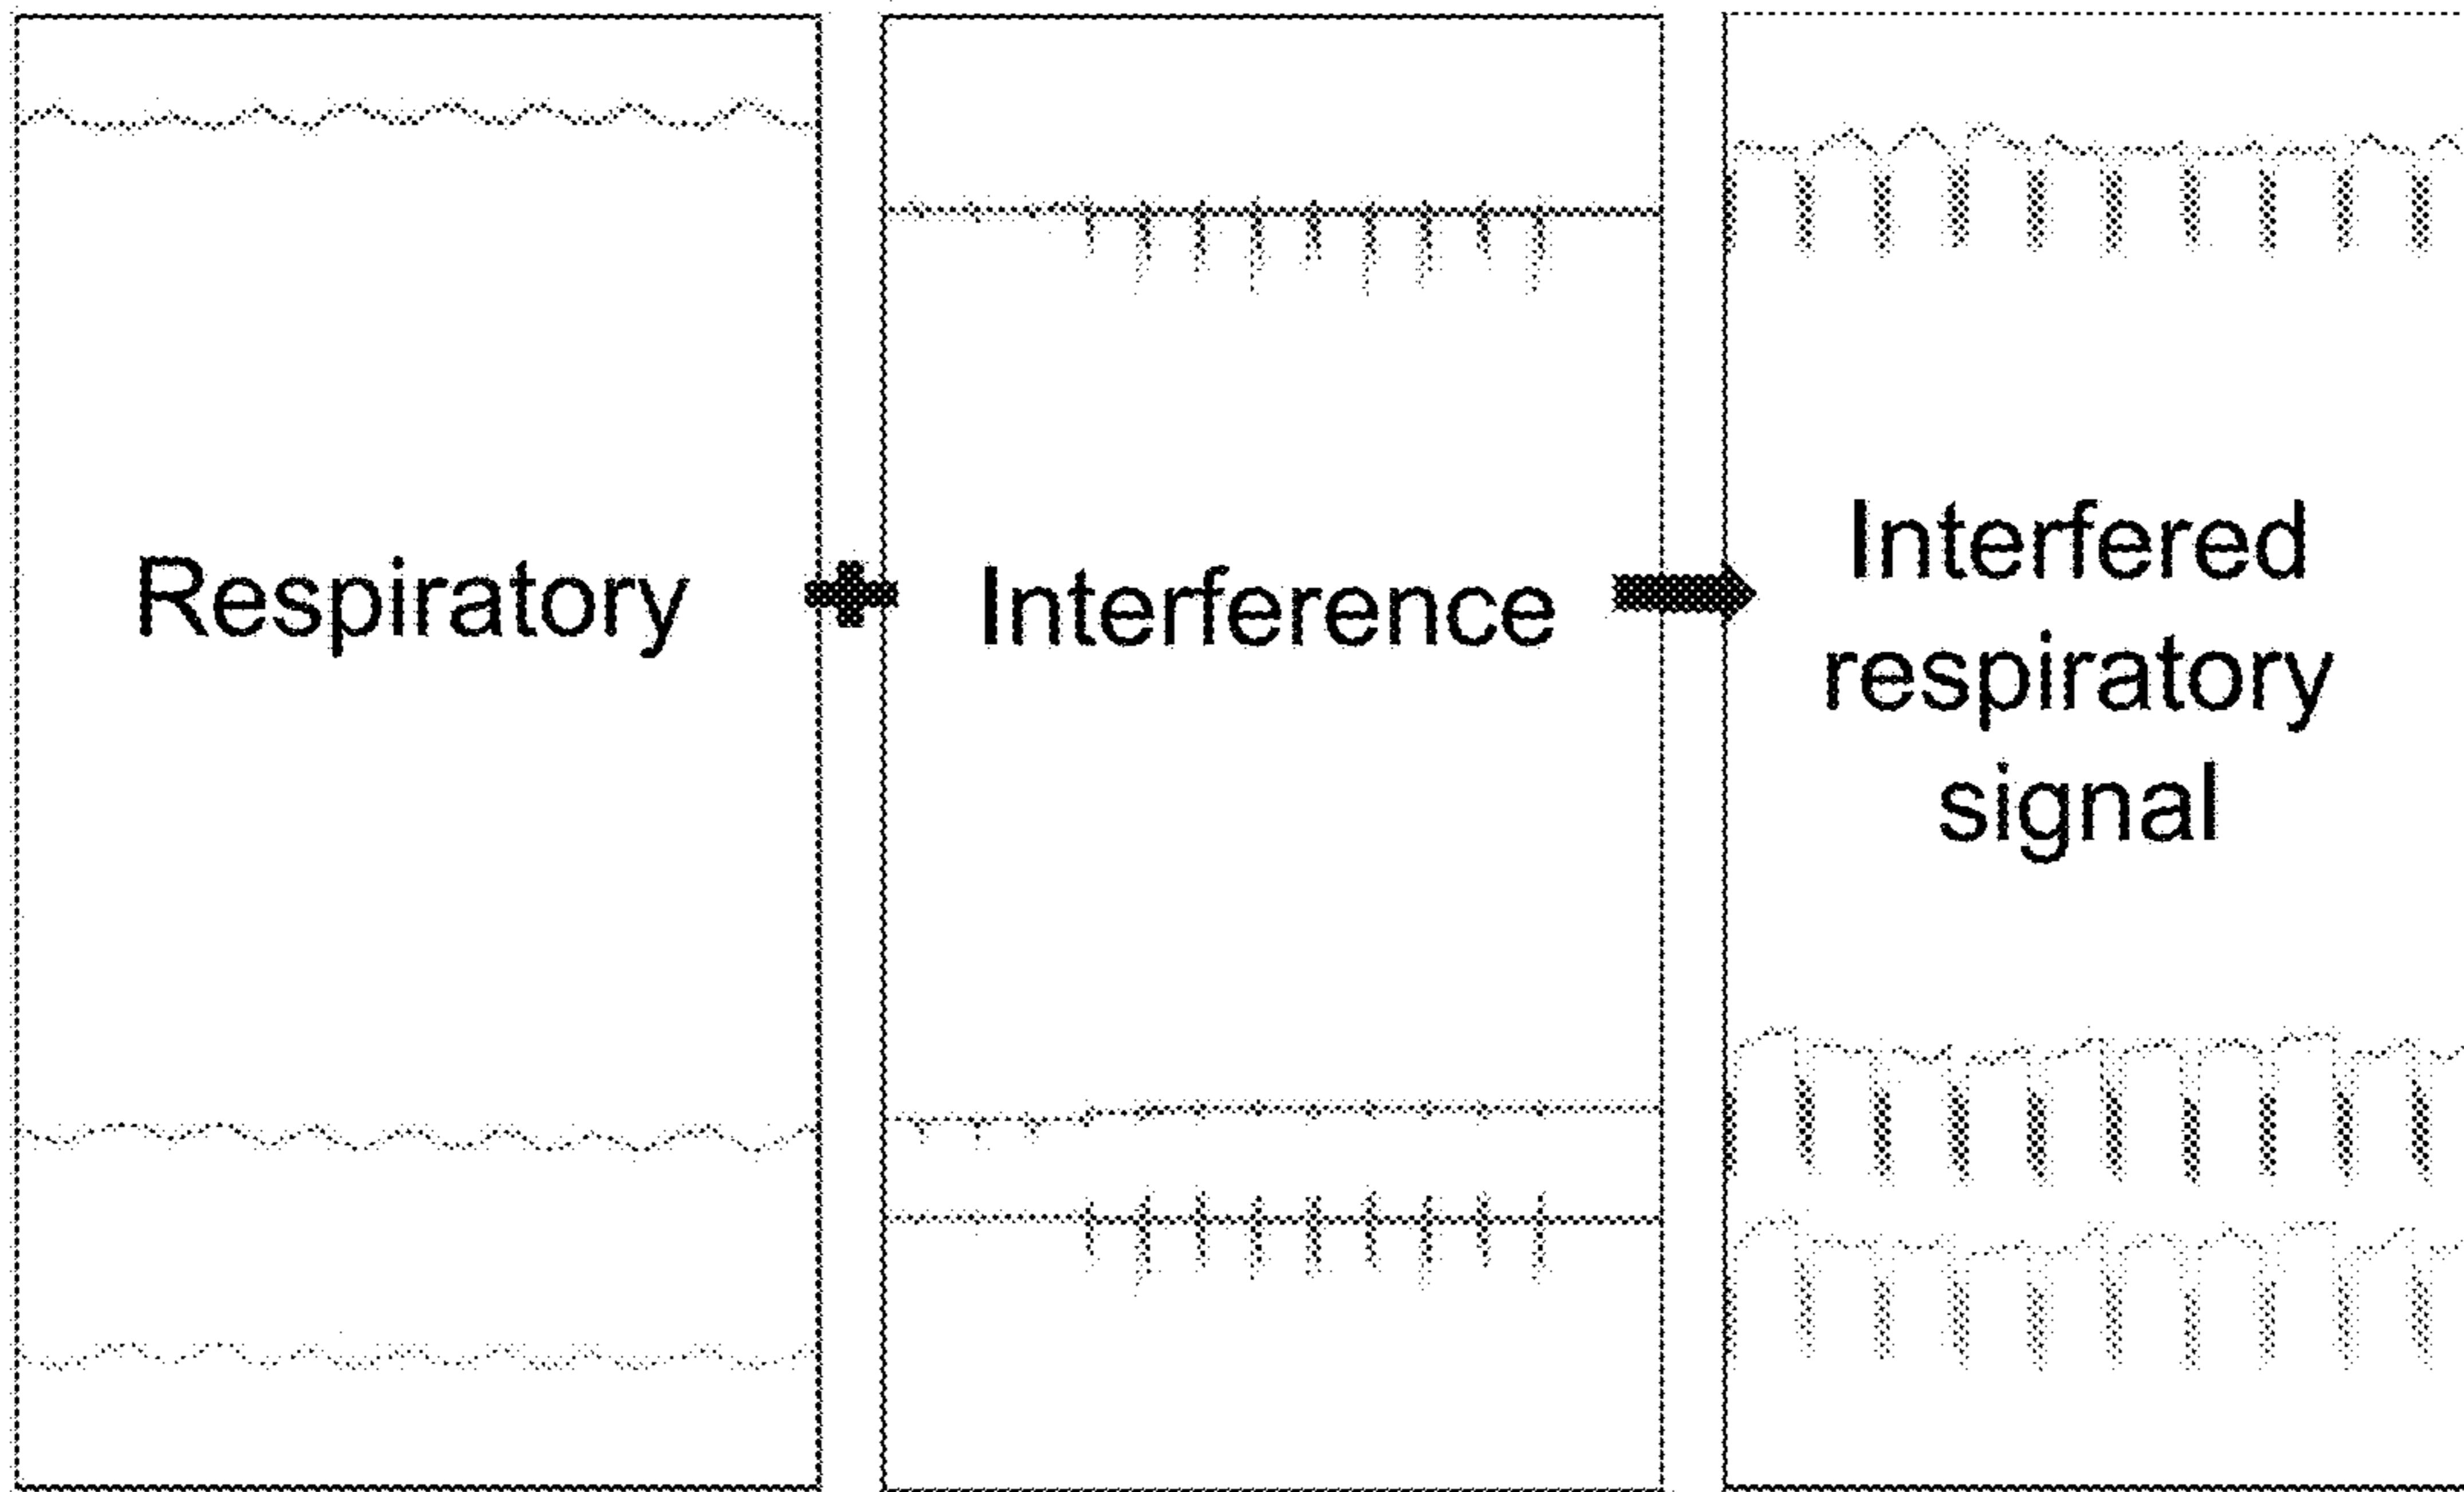 Respiratory
Interference
Interfered
respiratory
signal